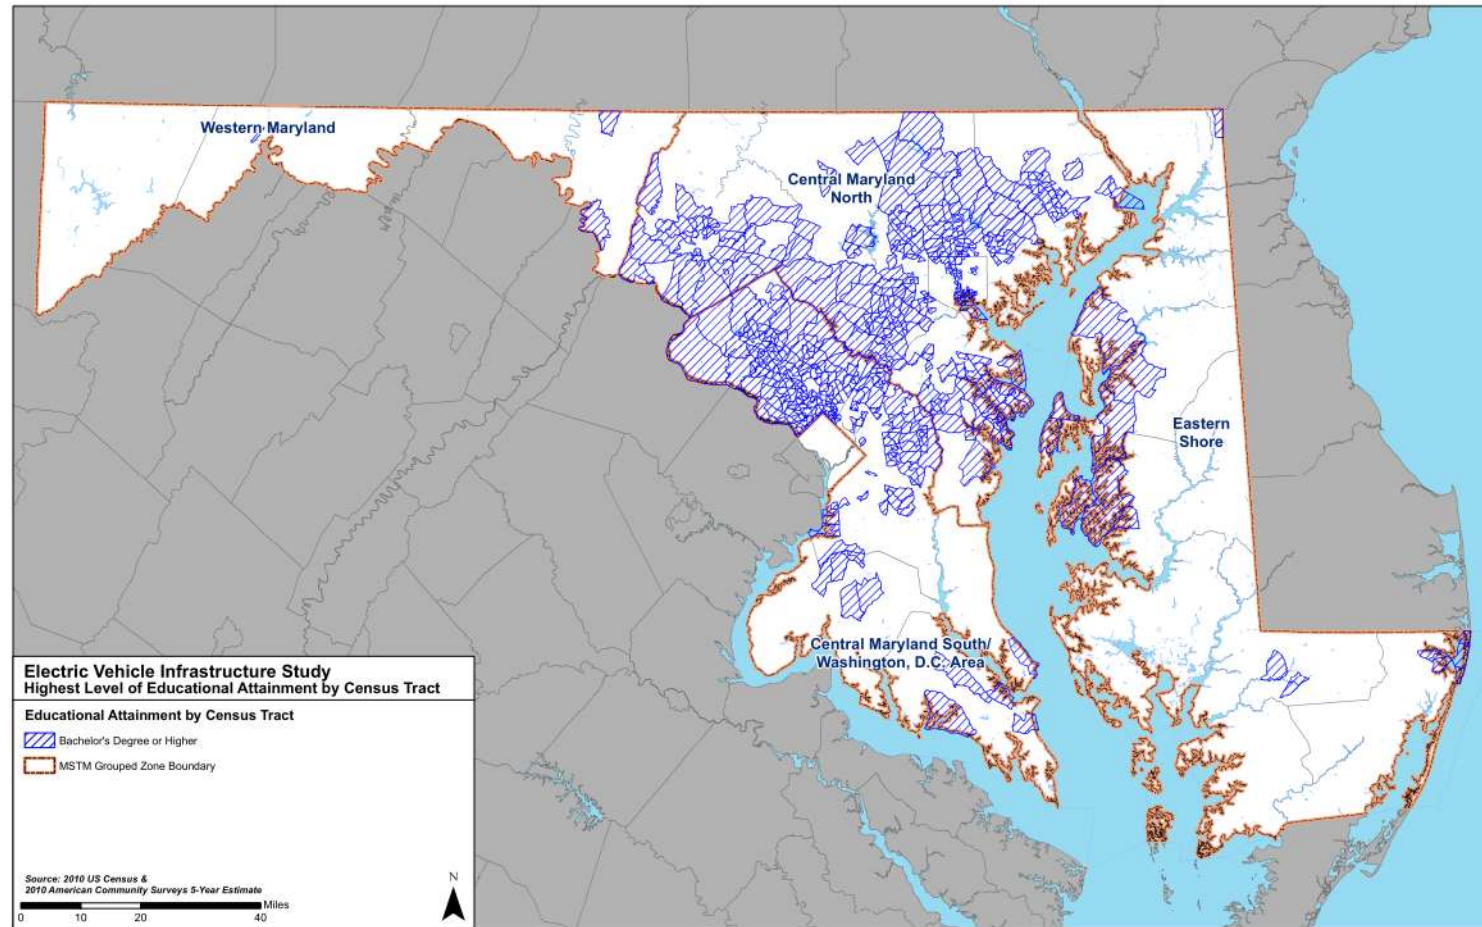 Western Maryland
Central Maryland
North
Eastern
Shore
Central Maryland South/
Washington, D.C. Area
Electric Vehicle Infrastructure Study
Highest Level of Educational Attainment by Census Tract
Educational Attainment by Census Tract
Bachelor's Degree or Higher
MSTM Grouped Zone Boundary
Source: 2010 US Census &
2010 American Community Surveys 5-Year Estimate
N
Miles
0 10 20 40